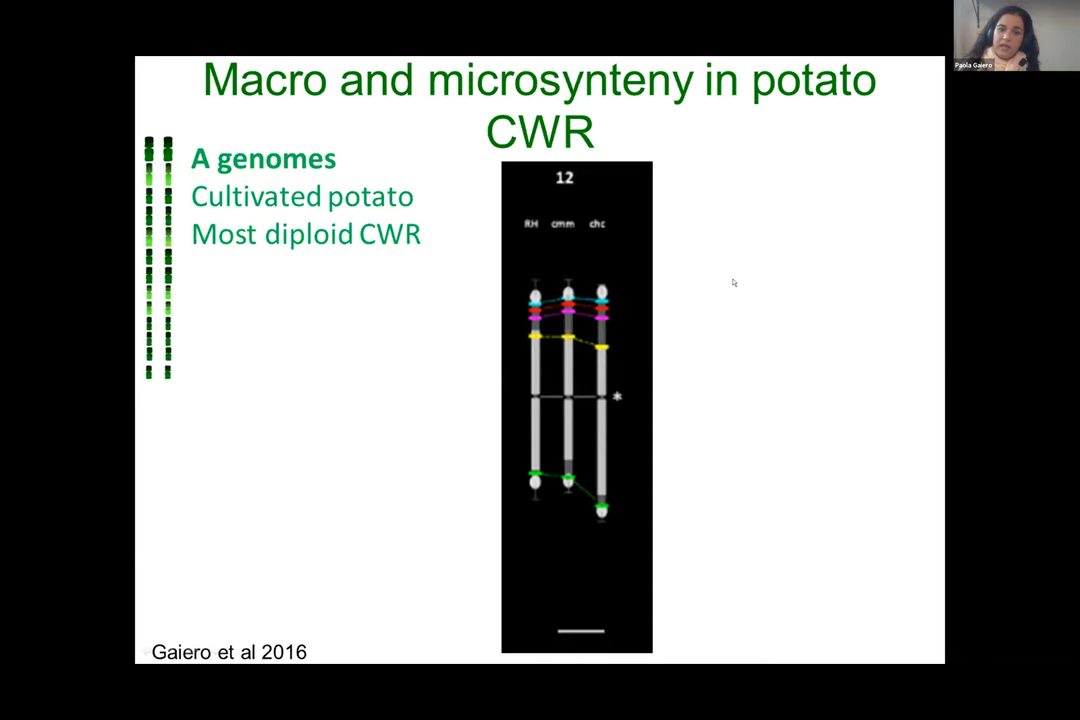 Macro and microsynteny in potato
CWR
A genomes
Cultivated potato
Most diploid CWR
12
RH cmm chc
*
Gaiero et al 2016
Paola Gaiero